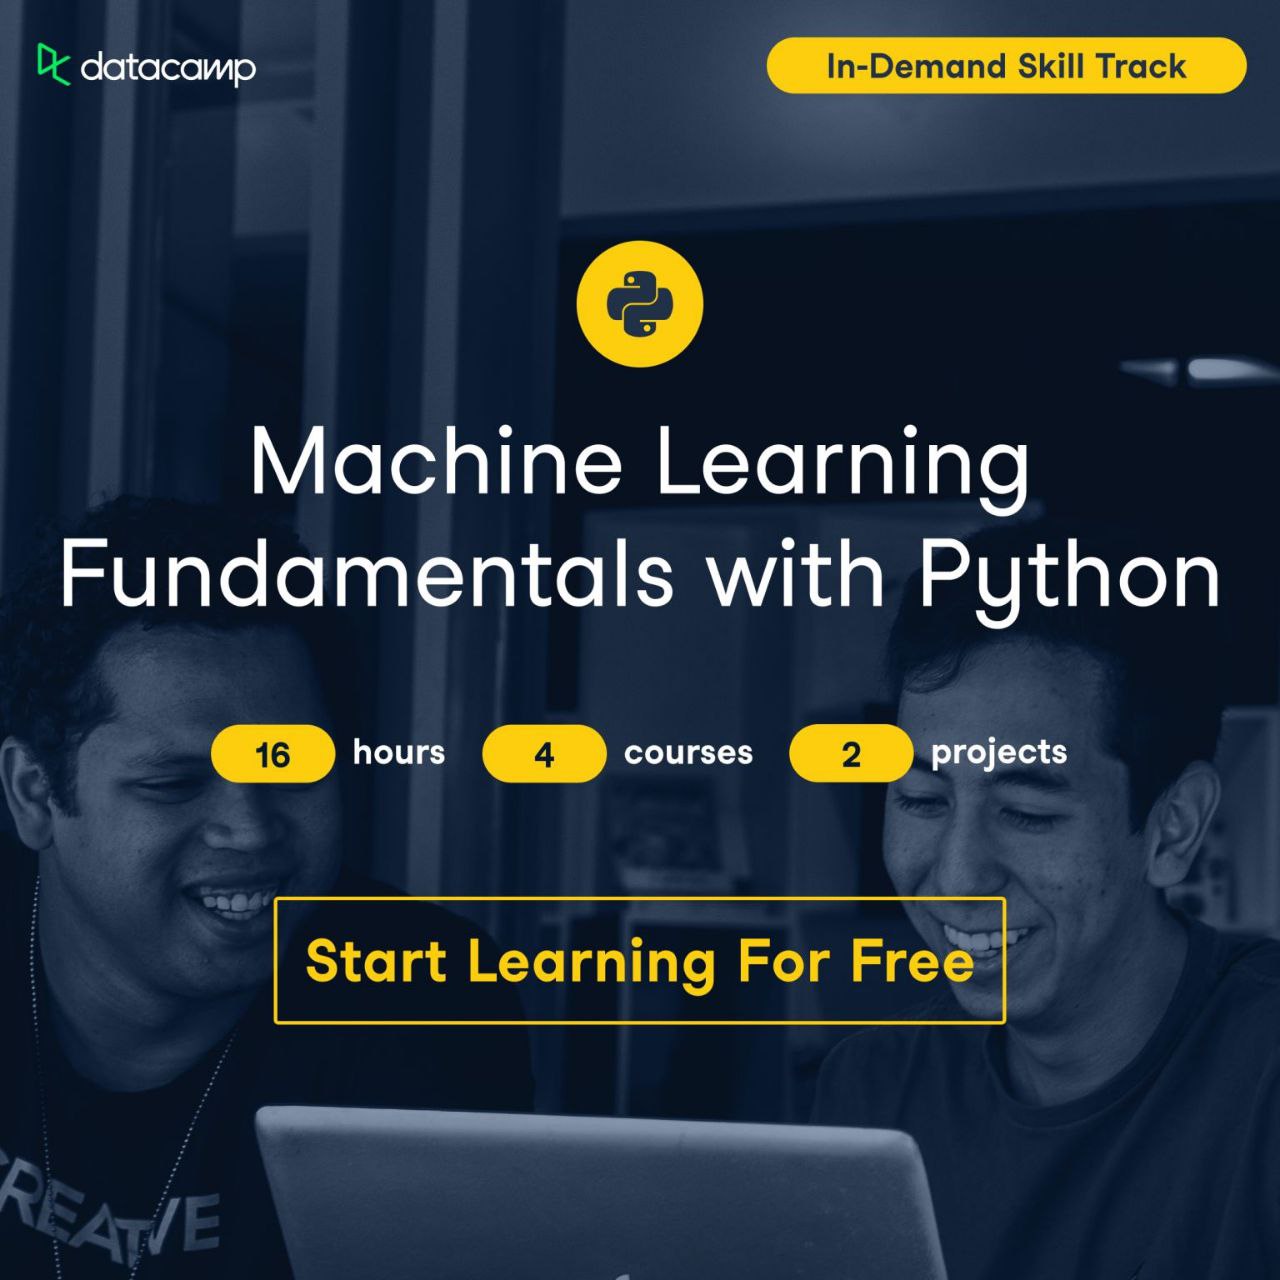 datacamp
In-Demand Skill Track
Machine Learning
Fundamentals with Python
16 hours 4 courses 2 projects
Start Learning For Free
CREATIVE